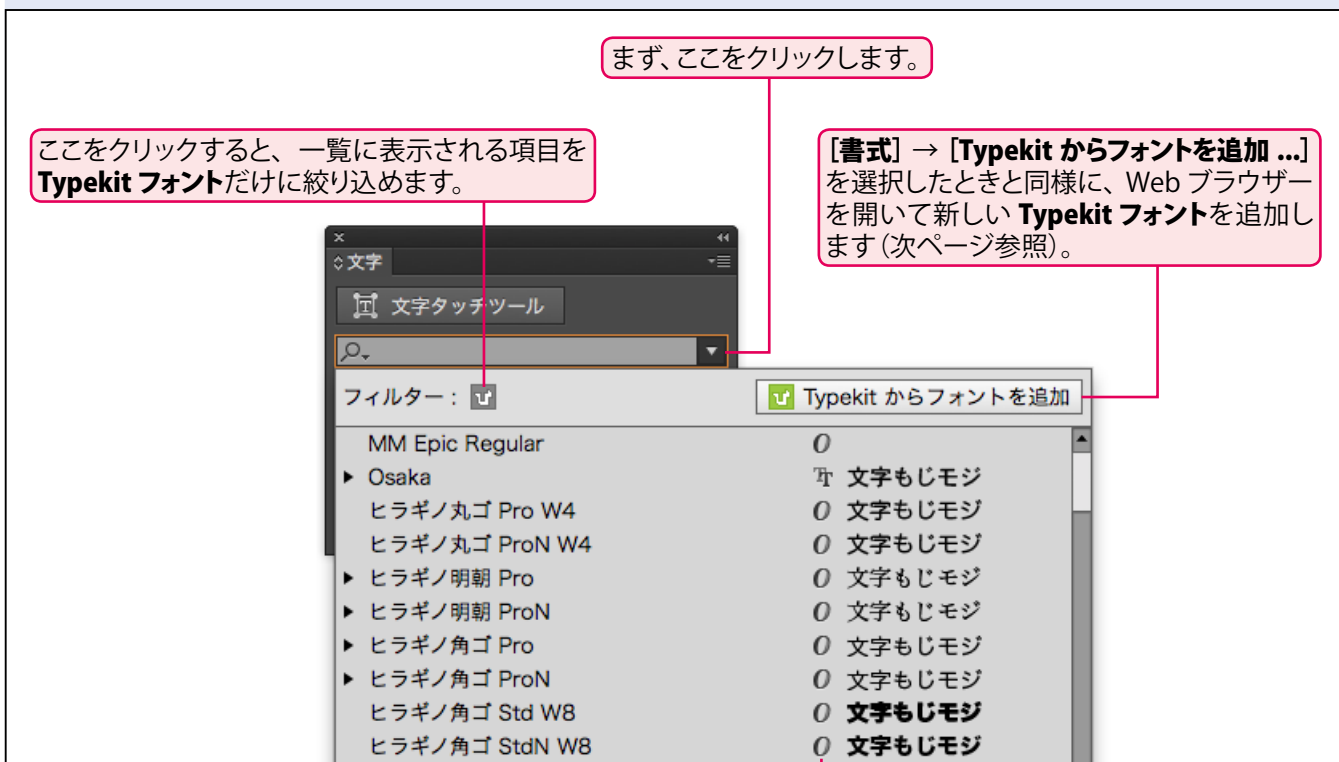 まず、ここをクリックします。
ここをクリックすると、一覧に表示される項目を
Typekit フォントだけに絞り込めます。
[書式] → [Typekit からフォントを追加 ...]
を選択したときと同様に、Web ブラウザー
を開いて新しい Typekit フォントを追加し
ます(次ページ参照)。
文字
文字タッチツール
フィルター : Typekit からフォントを追加
MM Epic Regular O
Osaka 文字もじモジ
ヒラギノ丸ゴ Pro W4 O 文字もじモジ
ヒラギノ丸ゴ ProN W4 O 文字もじモジ
ヒラギノ明朝 Pro O 文字もじモジ
ヒラギノ明朝 ProN O 文字もじモジ
ヒラギノ角ゴ Pro O 文字もじモジ
ヒラギノ角ゴ ProN O 文字もじモジ
ヒラギノ角ゴ Std W8 O 文字もじモジ
ヒラギノ角ゴ StdN W8 O 文字もじモジ